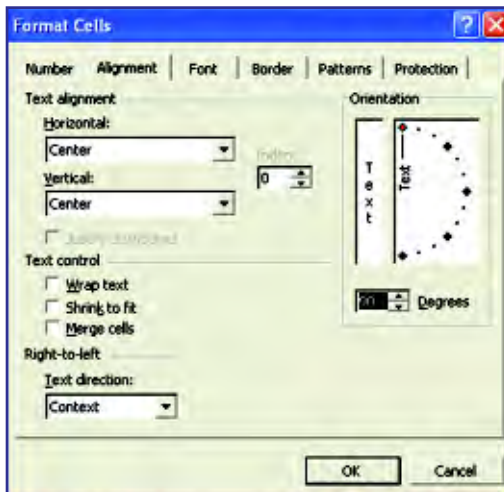 Format Cells
Number Alignment Font Border Patterns Protection
Text alignment
Horizontal:
Center
Vertical:
Center
Indent:
0
Text control
Wrap text
Shrink to fit
Merge cells
Right-to-left
Text direction:
Context
Orientation
T
e
x
t
Text
Degrees
OK Cancel